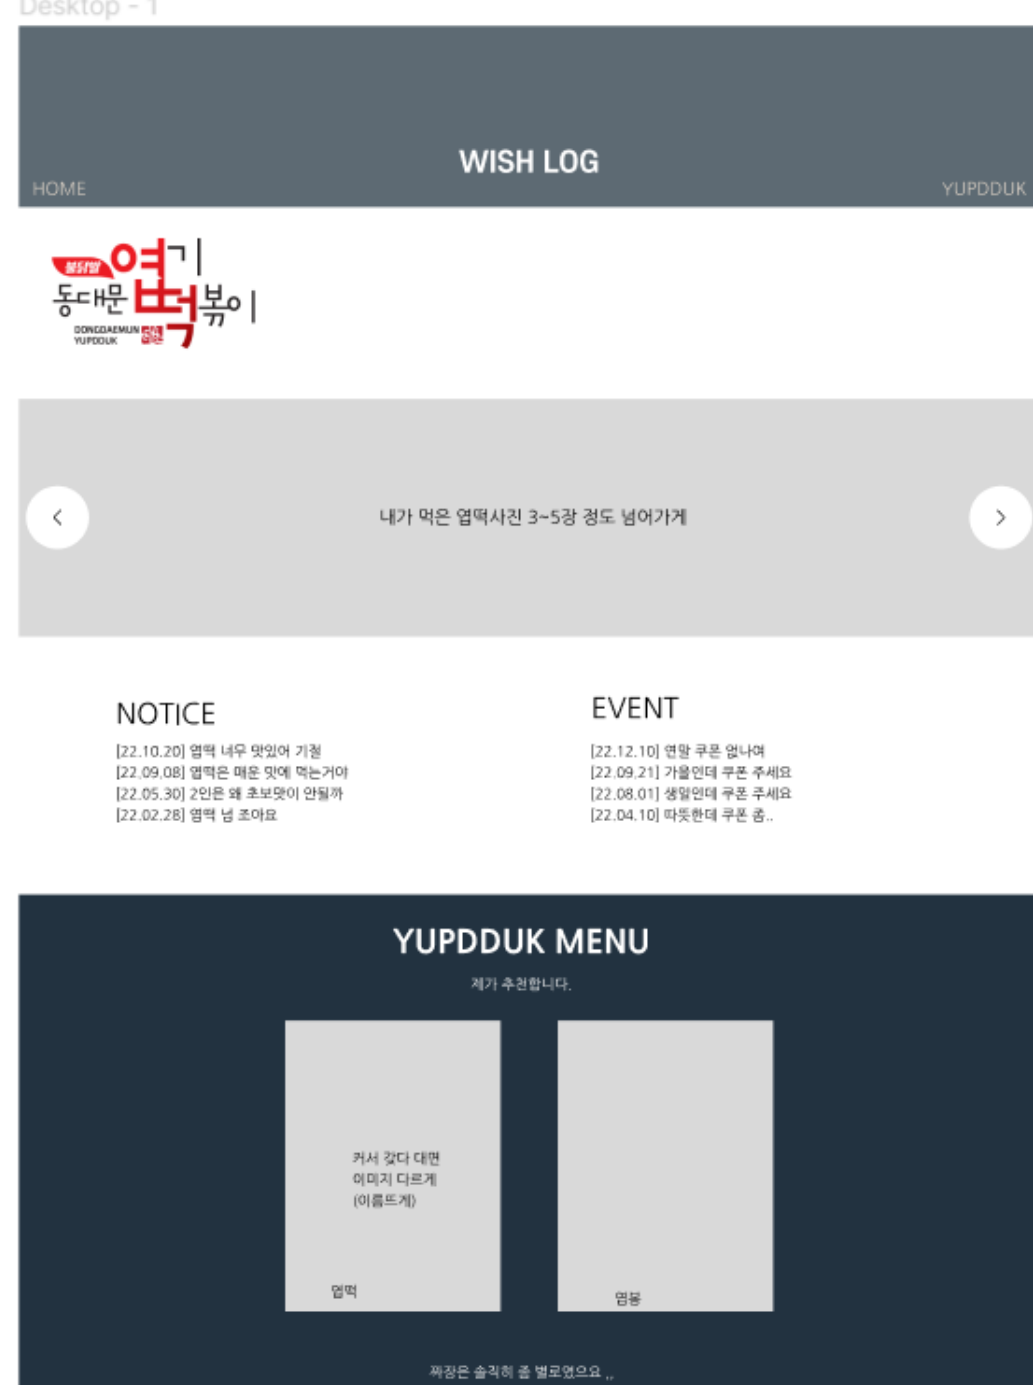 Desktop - 1
WISH LOG
HOME
YUPDDUK
불닭발
엽기
동대문 떡볶이
DONGDAEMUN
YUPDDUK
내가 먹은 엽떡사진 3~5장 정도 넘어가게
NOTICE
[22.10.20] 엽떡 너무 맛있어 기절
[22.09.08] 엽떡은 매운 맛에 먹는거야
[22.05.30] 2인은 왜 초보맛이 안될까
[22.02.28] 엽떡 넘 조아요
EVENT
[22.12.10] 연말 쿠폰 없나여
[22.09.21] 가을인데 쿠폰 주세요
[22.08.01] 생일인데 쿠폰 주세요
[22.04.10] 따뜻한데 쿠폰 좀..
YUPDDUK MENU
제가 추천합니다.
커서 갖다 대면
이미지 다르게
(이름뜨게)
엽떡
엽봉
짜장은 솔직히 좀 별로였으요 ,,